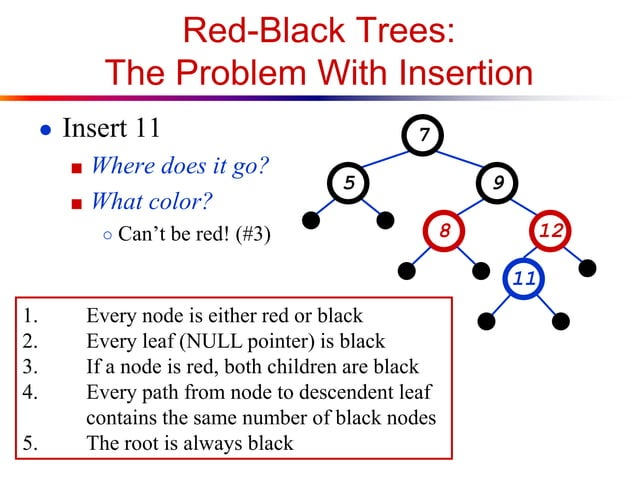 Red-Black Trees:
The Problem With Insertion
● Insert 11
■ Where does it go?
■ What color?
○ Can’t be red! (#3)
7
5
9
8
12
11
1. Every node is either red or black
2. Every leaf (NULL pointer) is black
3. If a node is red, both children are black
4. Every path from node to descendent leaf
contains the same number of black nodes
5. The root is always black